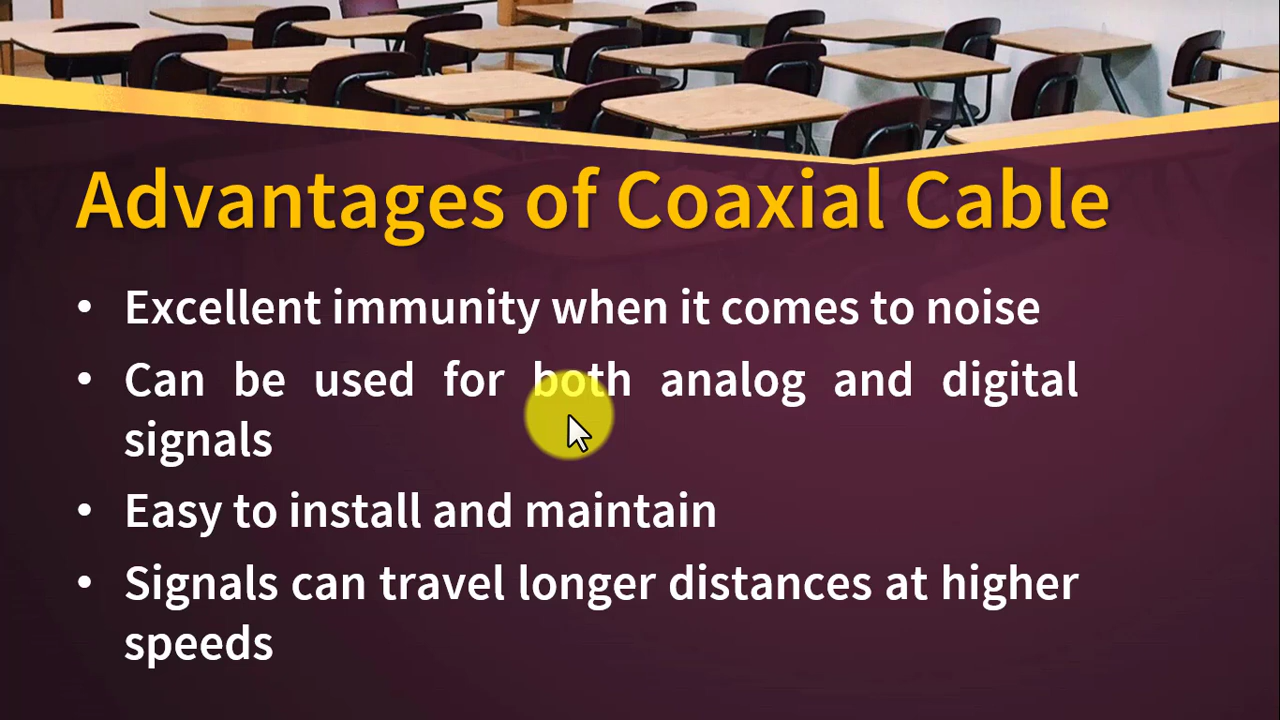 Advantages of Coaxial Cable
• Excellent immunity when it comes to noise
• Can be used for both analog and digital
signals
• Easy to install and maintain
• Signals can travel longer distances at higher
speeds